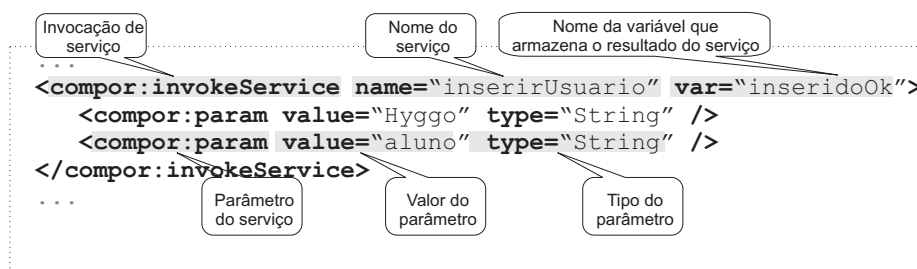 Invocação de
serviço
Nome do
serviço
Nome da variável que
armazena o resultado do serviço
...
<compor:invokeService name="inserirUsuario" var="inseridoOk">
<compor:param value="Hyggo" type="String" />
<compor:param value="aluno" type="String" />
</compor:invokeService>
...
Parâmetro
do serviço
Valor do
parâmetro
Tipo do
parâmetro